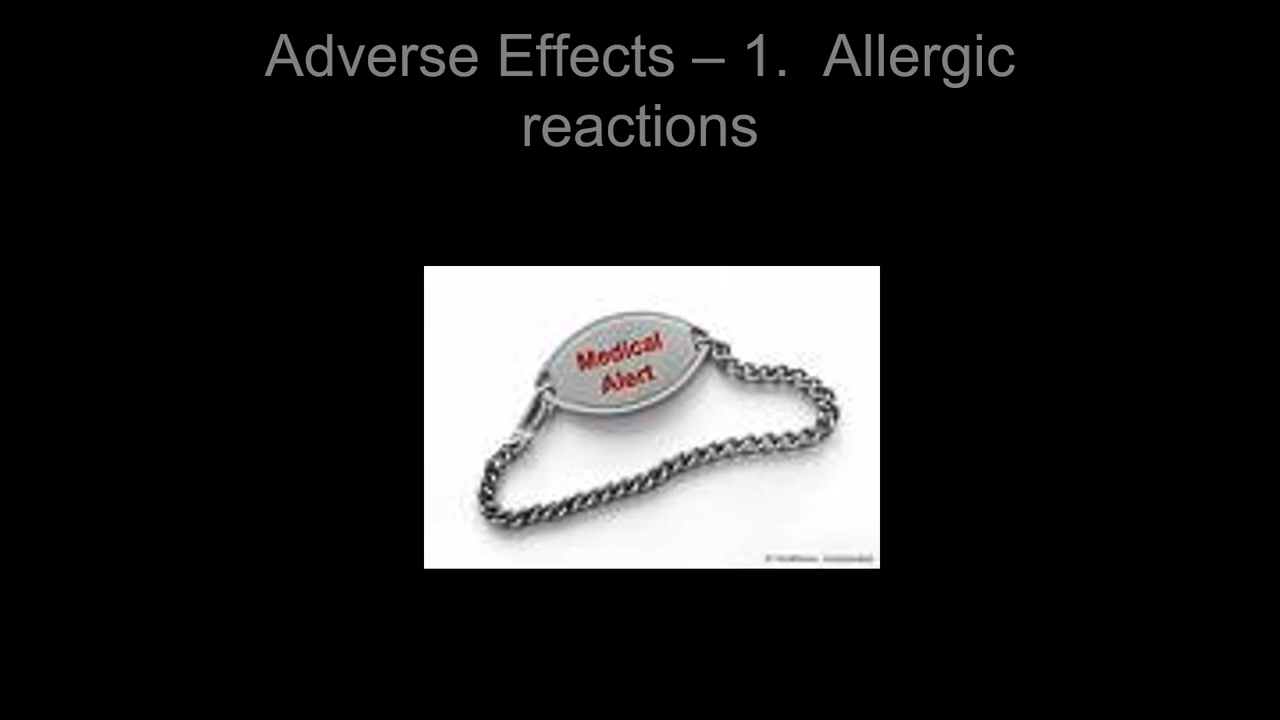 Adverse Effects – 1.  Allergic
reactions
Medical
Alert